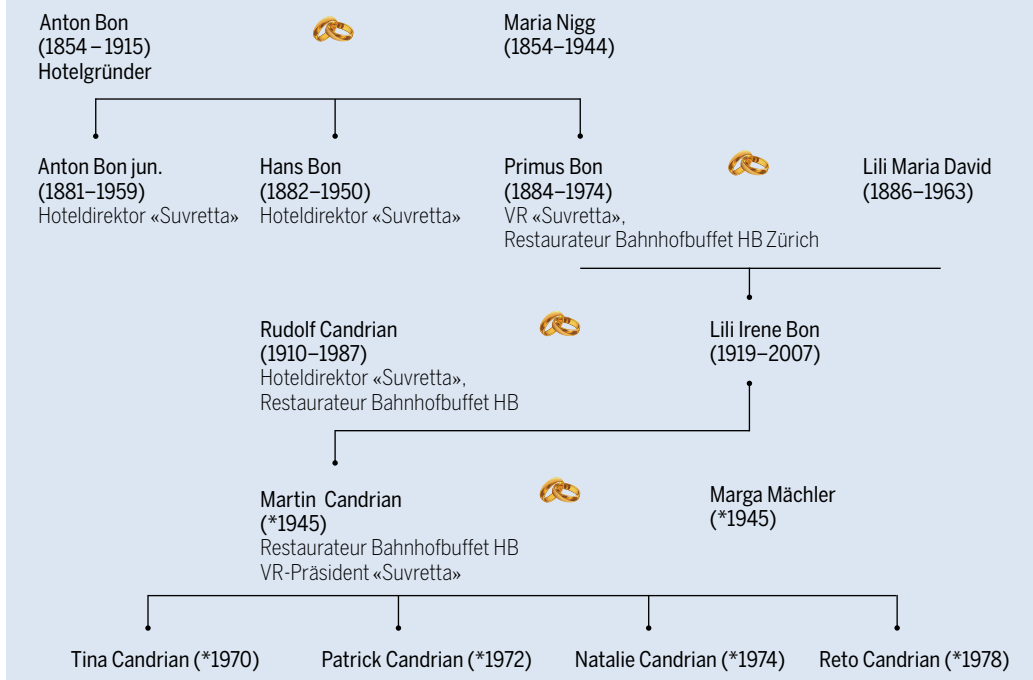 Anton Bon
(1854 – 1915)
Hotelgründer
Maria Nigg
(1854–1944)
Anton Bon jun.
(1881–1959)
Hoteldirektor «Suvretta»
Hans Bon
(1882–1950)
Hoteldirektor «Suvretta»
Primus Bon
(1884–1974)
VR «Suvretta»,
Restaurateur Bahnhofbuffet HB Zürich
Lili Maria David
(1886–1963)
Rudolf Candrian
(1910–1987)
Hoteldirektor «Suvretta»,
Restaurateur Bahnhofbuffet HB
Lili Irene Bon
(1919–2007)
Martin Candrian
(*1945)
Restaurateur Bahnhofbuffet HB
VR-Präsident «Suvretta»
Marga Mächler
(*1945)
Tina Candrian (*1970)
Patrick Candrian (*1972)
Natalie Candrian (*1974)
Reto Candrian (*1978)